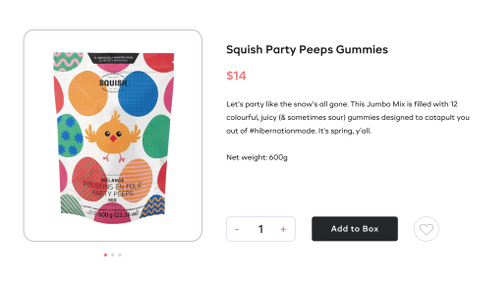 SQUISH
MÉLANGE
POUSSINS EN FOLIE
PARTY PEEPS
MIX
600 g (21.16 oz)
Squish Party Peeps Gummies
$14
Let's party like the snow's all gone. This Jumbo Mix is filled with 12
colourful, juicy (& sometimes sour) gummies designed to catapult you
out of #hibernationmode. It's spring, y'all.
Net weight: 600g
- 1 +
Add to Box